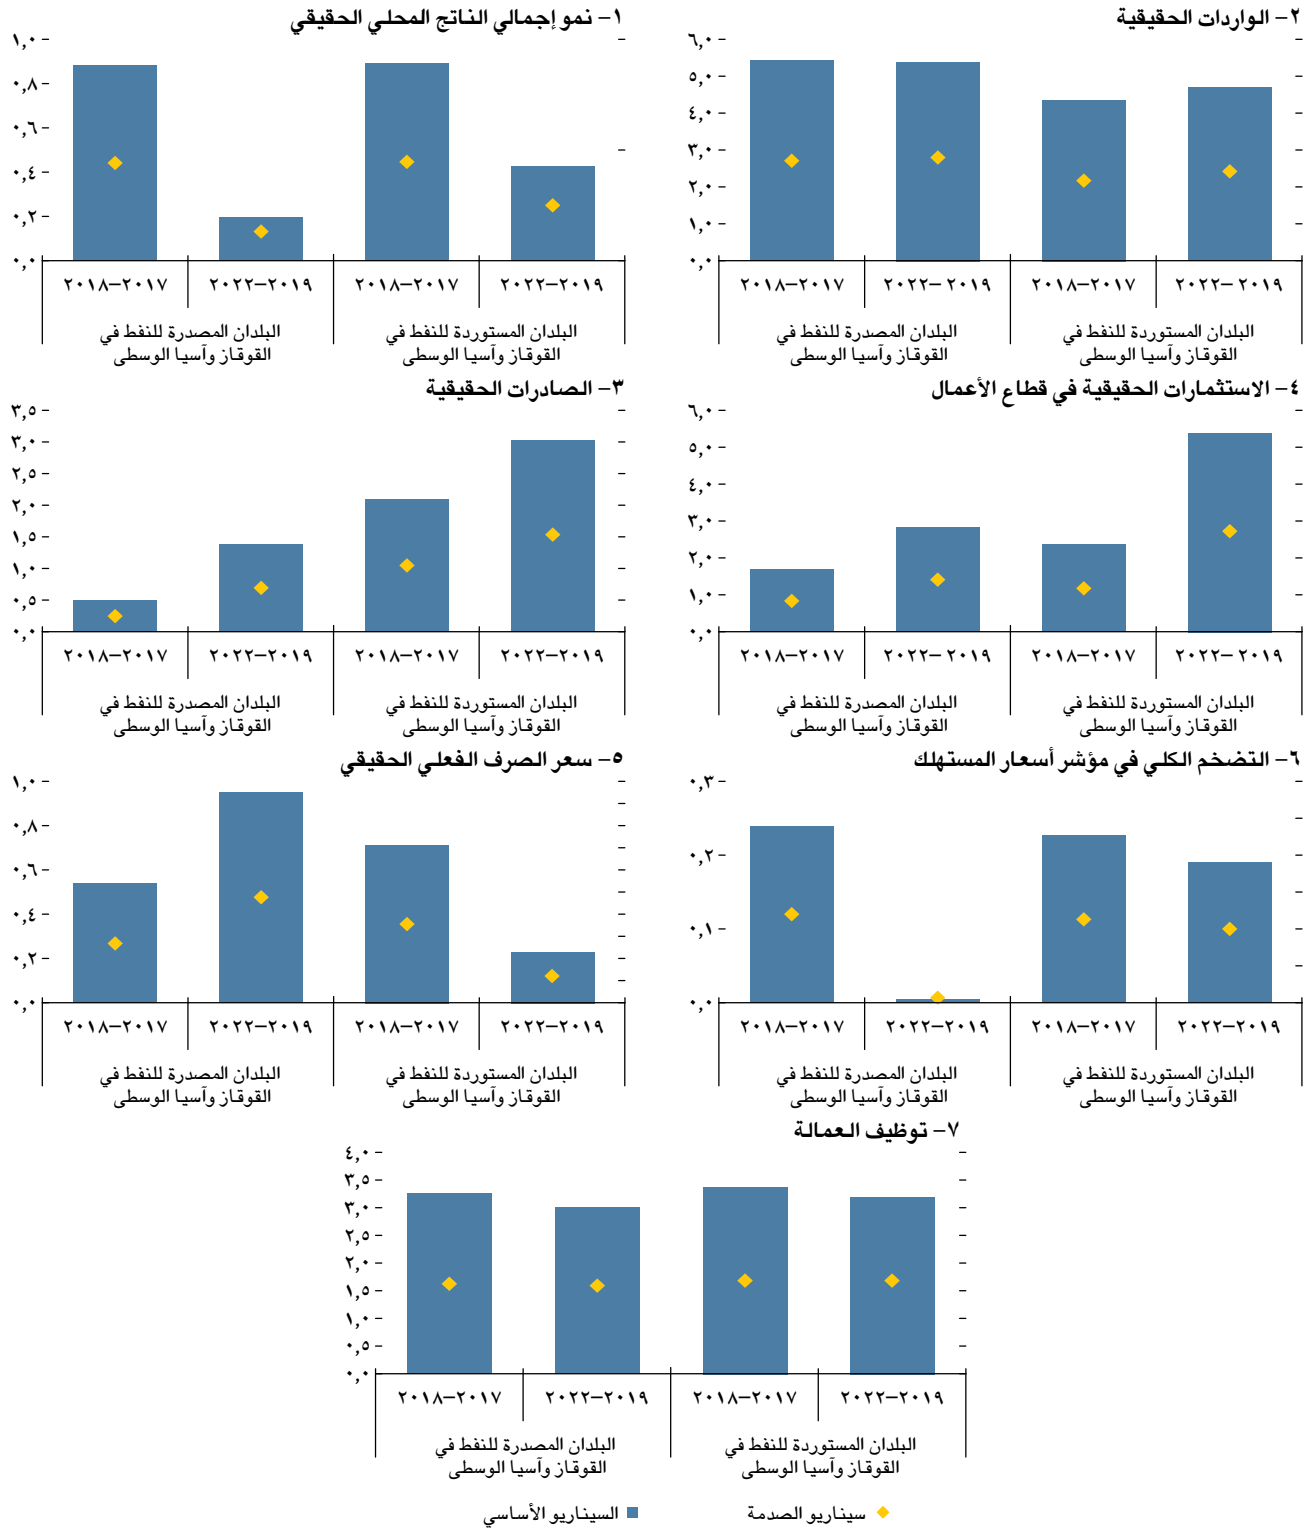 ١– نمو إجمالي الناتج المحلي الحقيقي
١,٠
٠,٨
٠,٦
٠,٤
٠,٢
٠,٠
٢٠١٧–٢٠١٨
٢٠١٩–٢٠٢٢
٢٠١٧–٢٠١٨
٢٠١٩–٢٠٢٢
البلدان المصدرة للنفط في
القوقاز وآسيا الوسطى
البلدان المستوردة للنفط في
القوقاز وآسيا الوسطى
٢– الواردات الحقيقية
٦,٠
٥,٠
٤,٠
٣,٠
٢,٠
١,٠
٠,٠
٢٠١٧–٢٠١٨
٢٠١٩–٢٠٢٢
٢٠١٧–٢٠١٨
٢٠١٩–٢٠٢٢
البلدان المصدرة للنفط في
القوقاز وآسيا الوسطى
البلدان المستوردة للنفط في
القوقاز وآسيا الوسطى
٣– الصادرات الحقيقية
٣,٥
٣,٠
٢,٥
٢,٠
١,٥
١,٠
٠,٥
٠,٠
٢٠١٧–٢٠١٨
٢٠١٩–٢٠٢٢
٢٠١٧–٢٠١٨
٢٠١٩–٢٠٢٢
البلدان المصدرة للنفط في
القوقاز وآسيا الوسطى
البلدان المستوردة للنفط في
القوقاز وآسيا الوسطى
٤– الاستثمارات الحقيقية في قطاع الأعمال
٦,٠
٥,٠
٤,٠
٣,٠
٢,٠
١,٠
٠,٠
٢٠١٧–٢٠١٨
٢٠١٩–٢٠٢٢
٢٠١٧–٢٠١٨
٢٠١٩–٢٠٢٢
البلدان المصدرة للنفط في
القوقاز وآسيا الوسطى
البلدان المستوردة للنفط في
القوقاز وآسيا الوسطى
٥– سعر الصرف الفعلي الحقيقي
١,٠
٠,٨
٠,٦
٠,٤
٠,٢
٠,٠
٢٠١٧–٢٠١٨
٢٠١٩–٢٠٢٢
٢٠١٧–٢٠١٨
٢٠١٩–٢٠٢٢
البلدان المصدرة للنفط في
القوقاز وآسيا الوسطى
البلدان المستوردة للنفط في
القوقاز وآسيا الوسطى
٦– التضخم الكلي في مؤشر أسعار المستهلك
٠,٣
٠,٢
٠,١
٠,٠
٢٠١٧–٢٠١٨
٢٠١٩–٢٠٢٢
٢٠١٧–٢٠١٨
٢٠١٩–٢٠٢٢
البلدان المصدرة للنفط في
القوقاز وآسيا الوسطى
البلدان المستوردة للنفط في
القوقاز وآسيا الوسطى
٧– توظيف العمالة
٤,٠
٣,٥
٣,٠
٢,٥
٢,٠
١,٥
١,٠
٠,٥
٠,٠
٢٠١٧–٢٠١٨
٢٠١٩–٢٠٢٢
٢٠١٧–٢٠١٨
٢٠١٩–٢٠٢٢
البلدان المصدرة للنفط في
القوقاز وآسيا الوسطى
البلدان المستوردة للنفط في
القوقاز وآسيا الوسطى
السيناريو الأساسي
سيناريو الصدمة